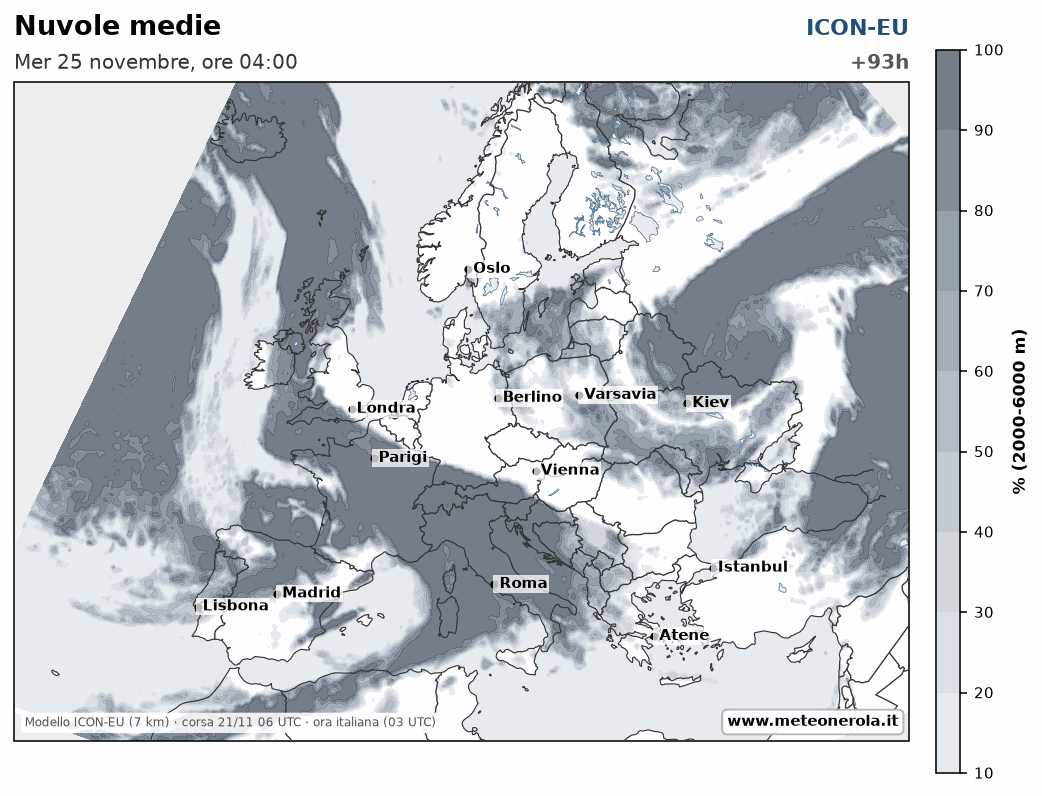 Nuvole medie
ICON-EU
Mer 25 novembre, ore 04:00
+93h
100
90
80
70
60
50
40
30
20
10
% (2000-6000 m)
Oslo
Berlino
Varsavia
Kiev
Londra
Parigi
Vienna
Istanbul
Roma
Madrid
Lisbona
Atene
Modello ICON-EU (7 km) · corsa 21/11 06 UTC · ora italiana (03 UTC)
www.meteonerola.it